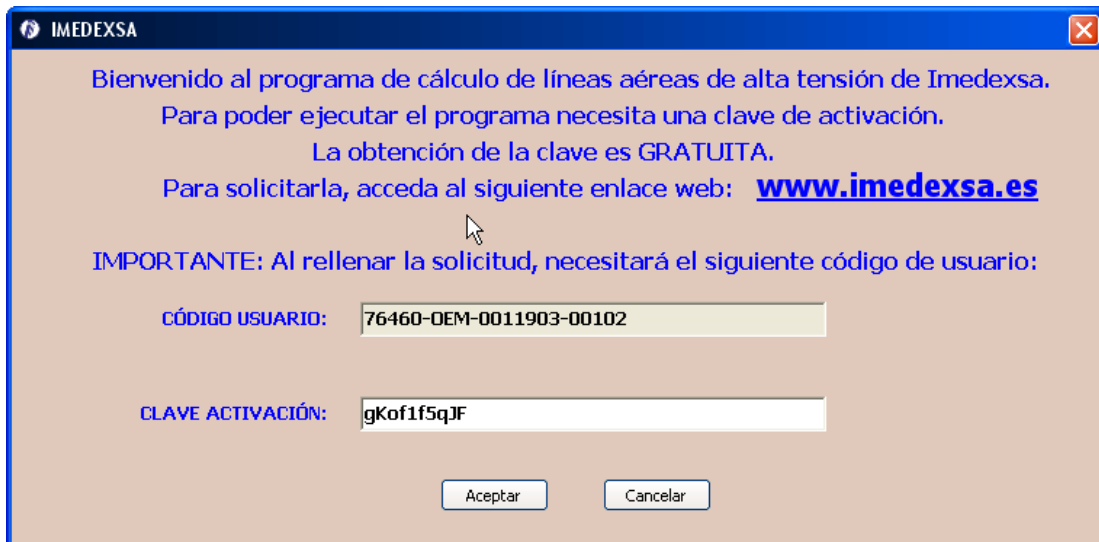 IMEDEXSA
Bienvenido al programa de cálculo de líneas aéreas de alta tensión de Imedexsa.
Para poder ejecutar el programa necesita una clave de activación.
La obtención de la clave es GRATUITA.
Para solicitarla, acceda al siguiente enlace web: www.imedexsa.es
IMPORTANTE: Al rellenar la solicitud, necesitará el siguiente código de usuario:
CÓDIGO USUARIO: 76460-OEM-0011903-00102
CLAVE ACTIVACIÓN: gKof1f5qJF
Aceptar Cancelar